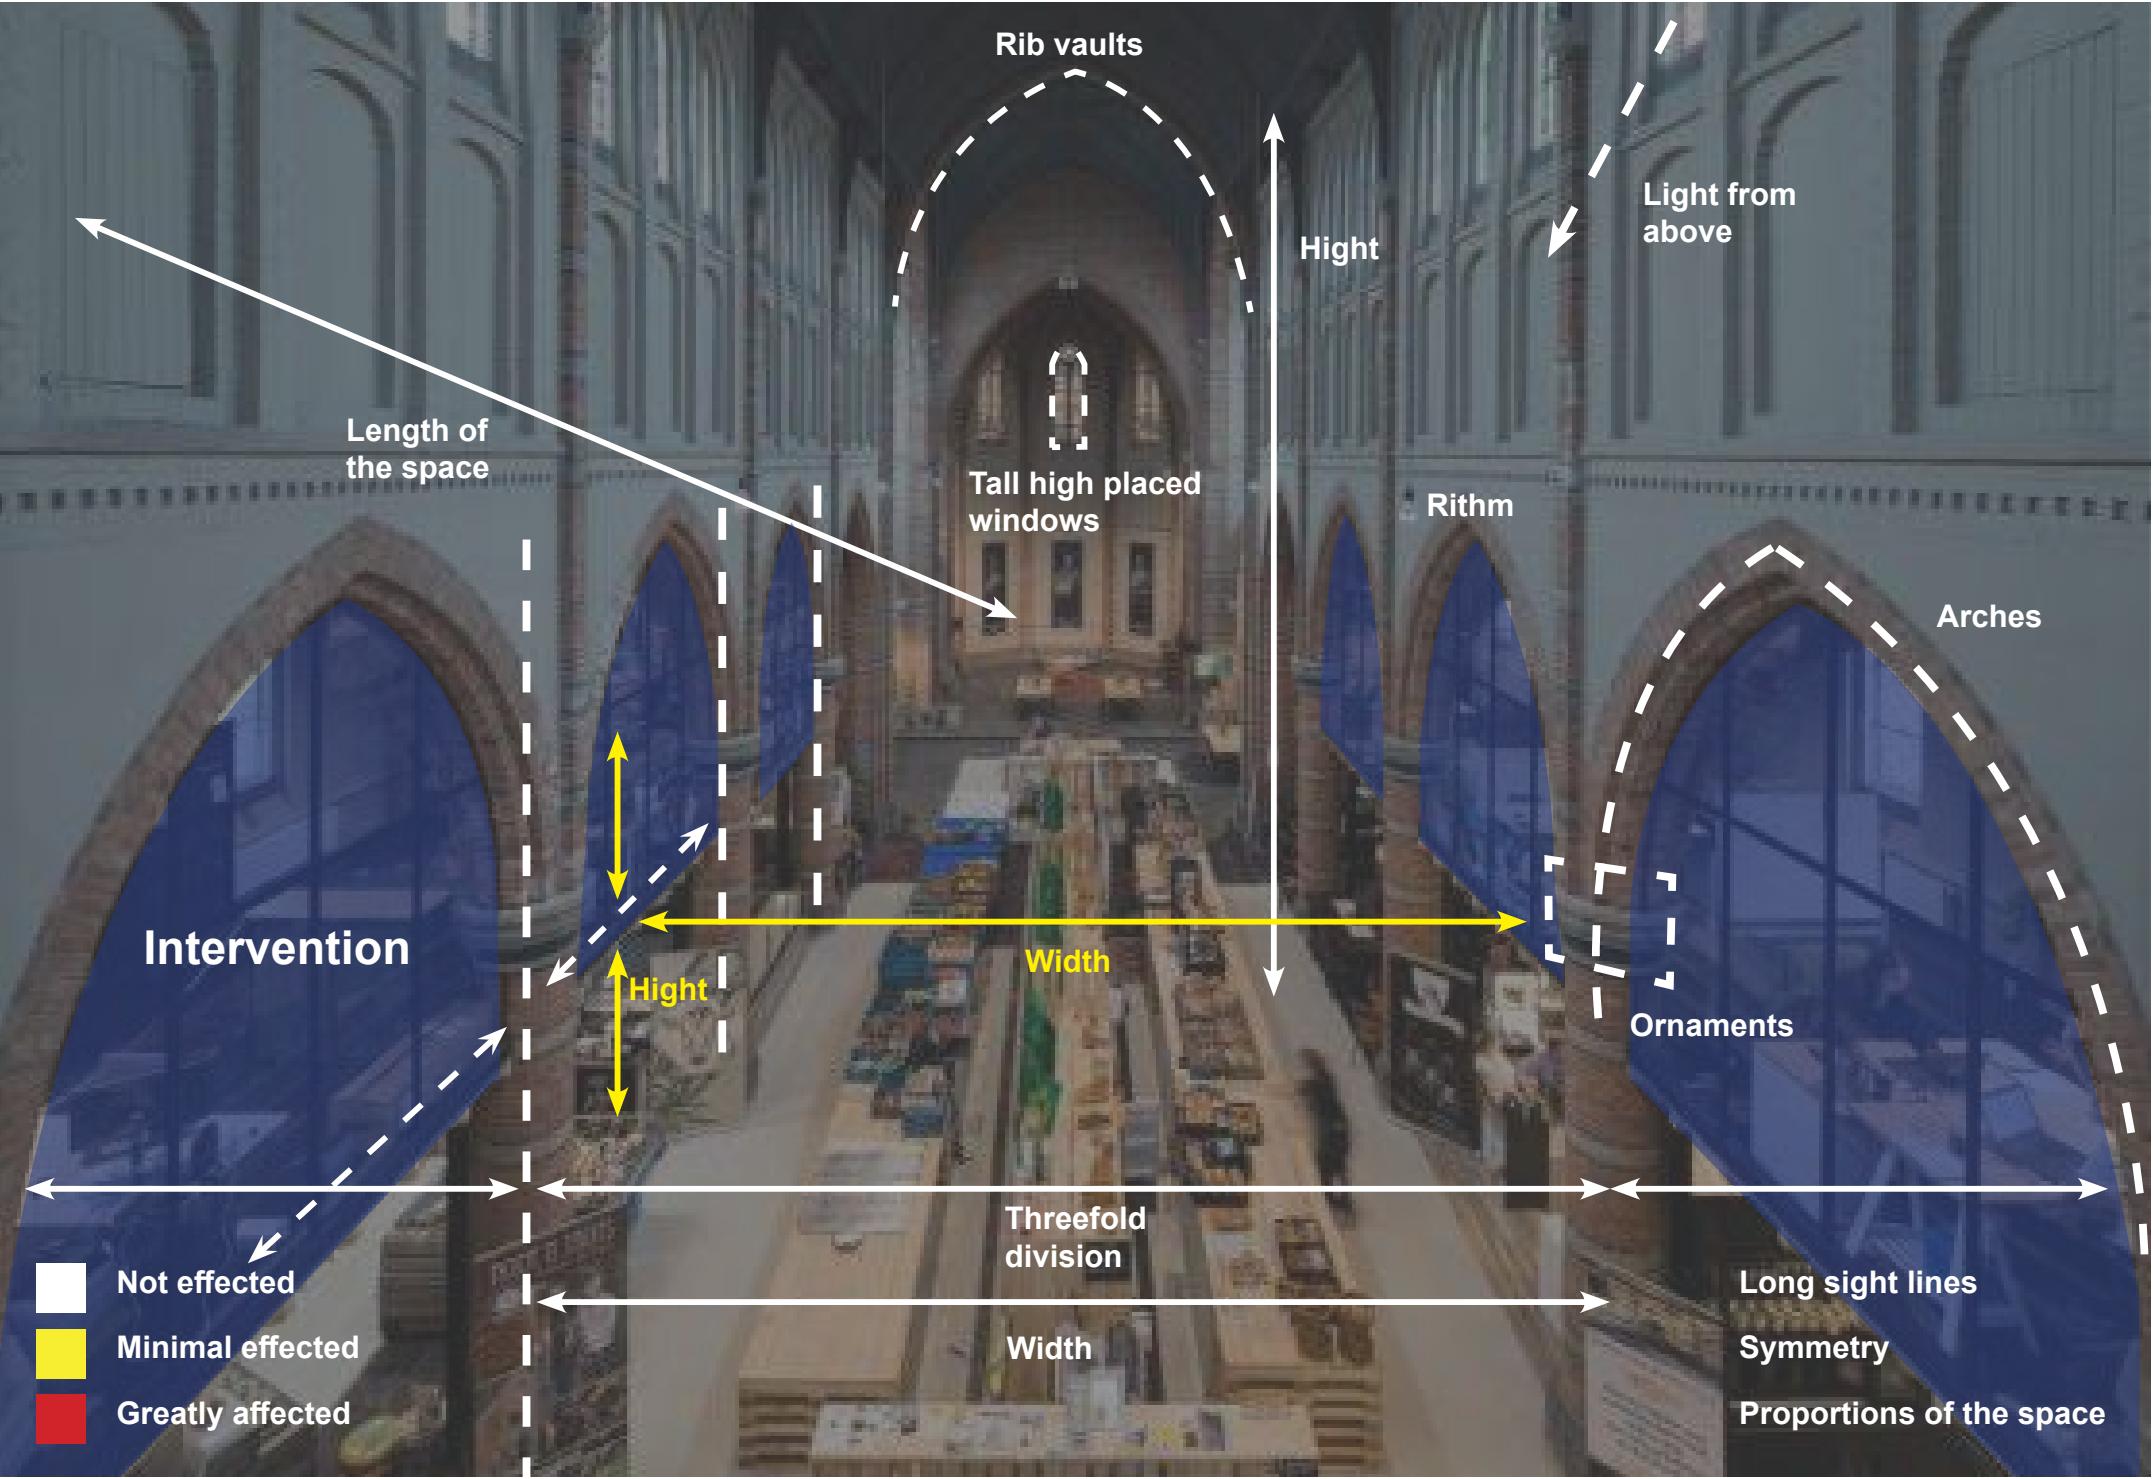 Rib vaults
Light from
above
Hight
Length of
the space
Tall high placed
windows
Rithm
Arches
Intervention
Width
Hight
Ornaments
Threefold
division
Not effected
Minimal effected
Greatly affected
Width
Long sight lines
Symmetry
Proportions of the space